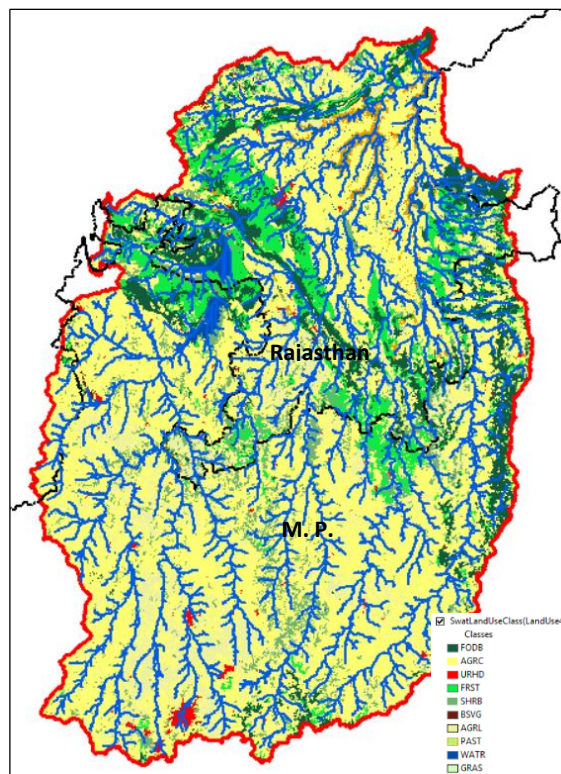 Rajasthan
M. P.
SwatLandUseClass(LandUse
Classes
FODB
AGRC
URHD
FRST
SHRB
BSVG
AGRL
PAST
WATR
GRAS